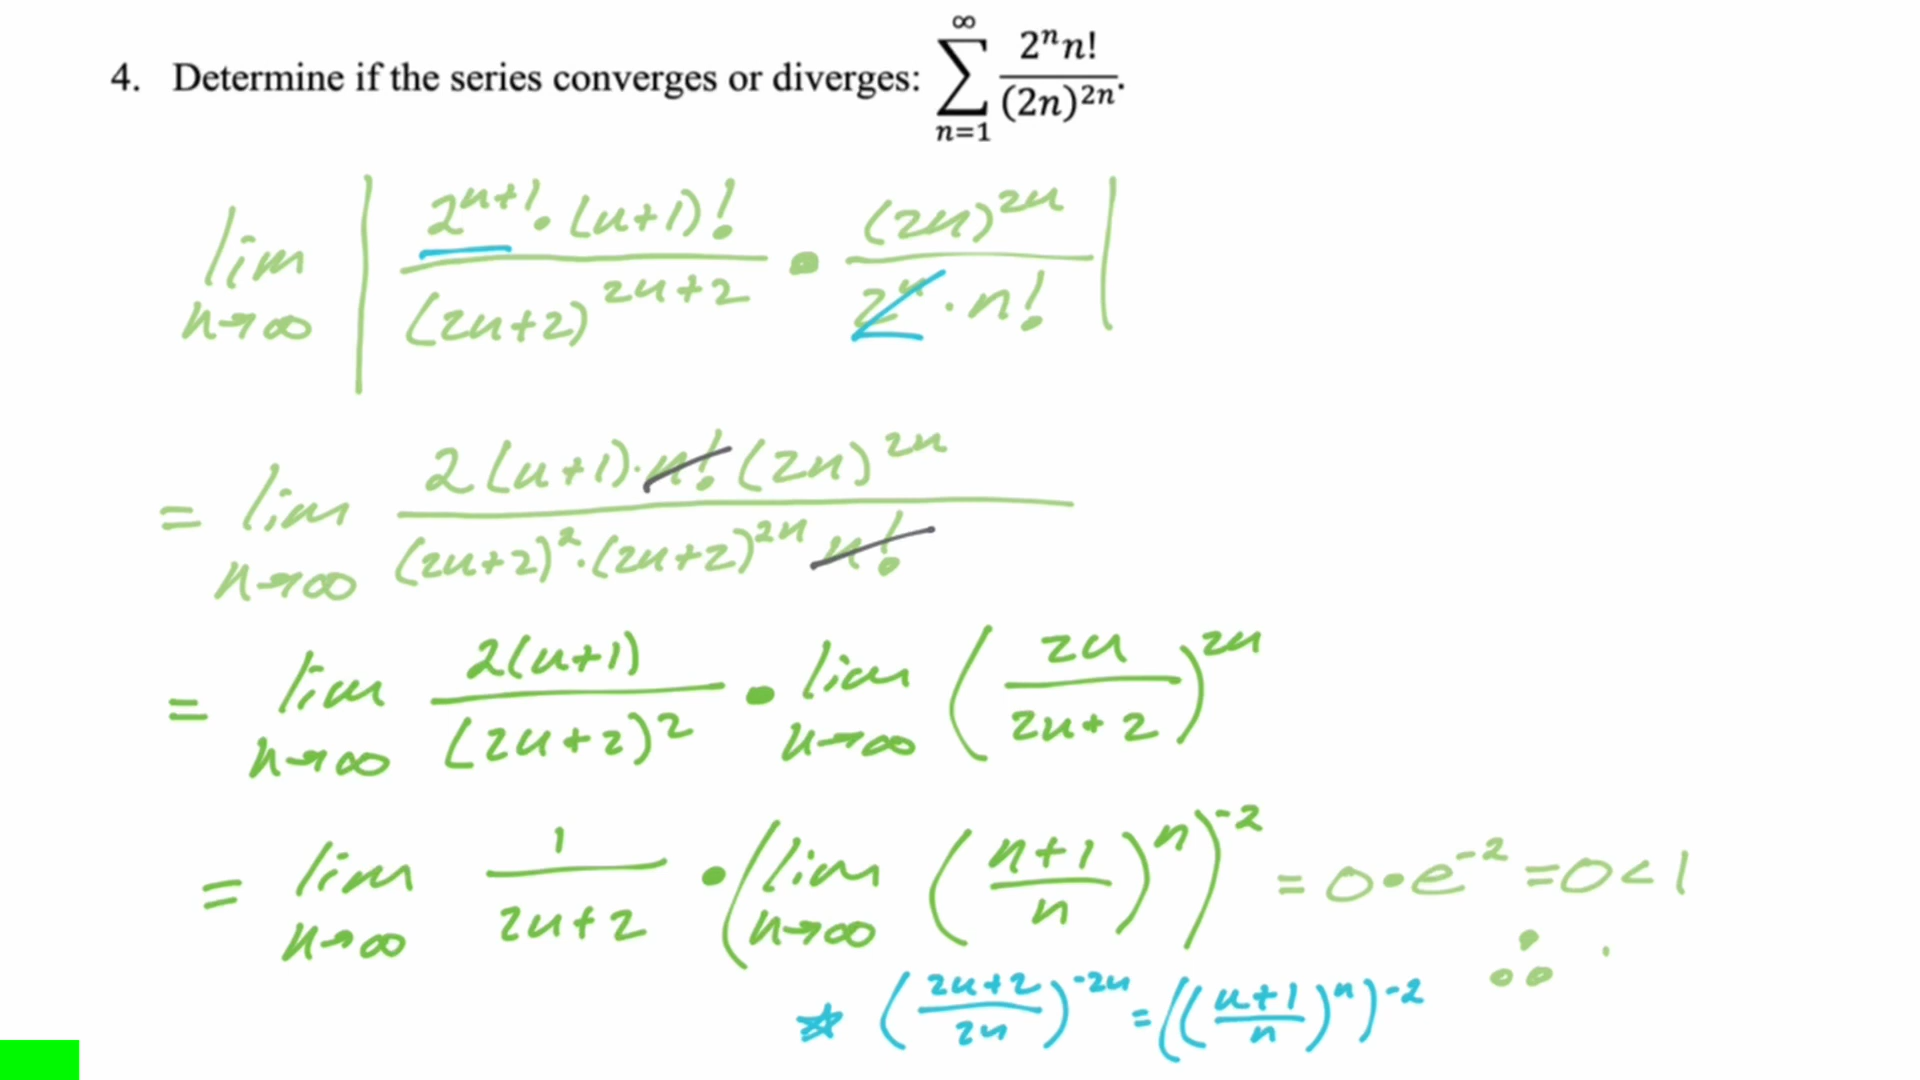 4. Determine if the series converges or diverges: ∑_{n=1}^{∞} 2ⁿn!/(2n)²ⁿ.
lim_{n→∞} | 2^{n+1}·(n+1)!/(2n+2)^{2n+2} · (2n)^{2n}/(2ⁿ·n!) |
= lim_{n→∞} 2(n+1)·n!(2n)^{2n}/((2n+2)²·(2n+2)^{2n} n!)
= lim_{n→∞} 2(n+1)/(2n+2)² · lim_{n→∞} (2n/(2n+2))^{2n}
= lim_{n→∞} 1/(2n+2) · (lim_{n→∞} ((n+1)/n)^n)^{-2} = 0·e^{-2} = 0 < 1
∴
* ((2n+2)/2n)^{-2n} = (((n+1)/n)^n)^{-2}